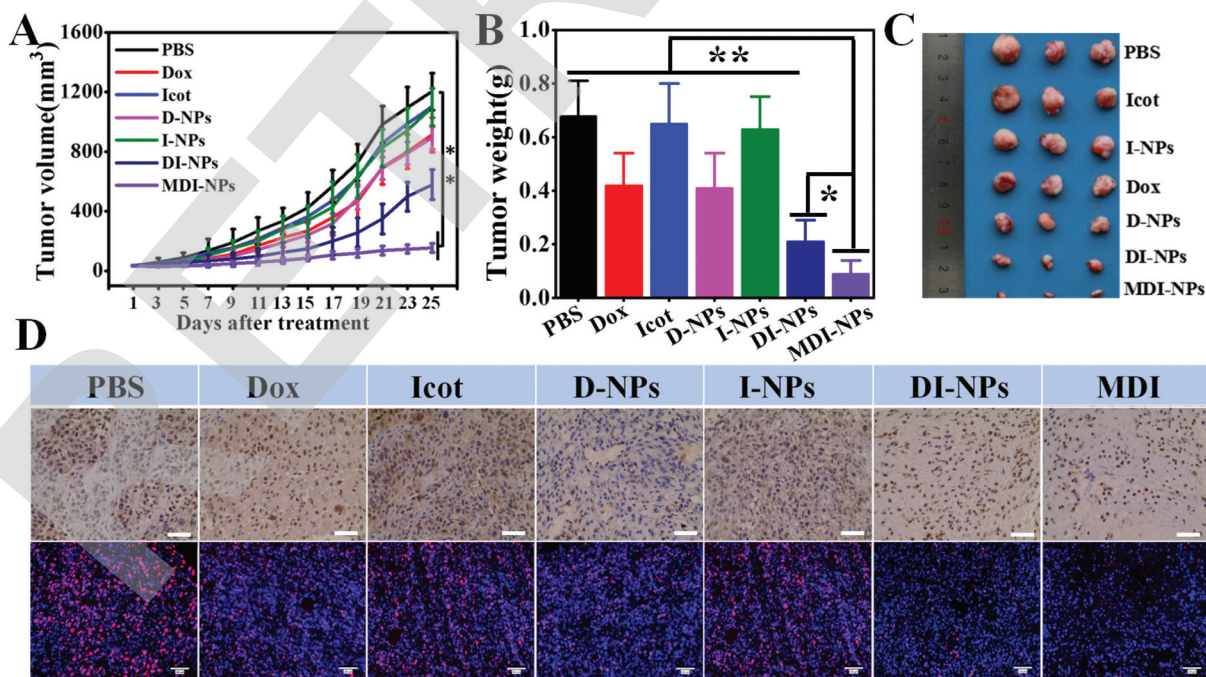 A
Tumor volume(mm³)
1600
1200
800
400
0
PBS
Dox
Icot
D-NPs
I-NPs
DI-NPs
MDI-NPs
*
*
1 3 5 7 9 11 13 15 17 19 21 23 25
Days after treatment
B
Tumor weight(g)
1.0
0.8
0.6
0.4
0.2
0.0
**
*
PBS
Dox
Icot
D-NPs
I-NPs
DI-NPs
MDI-NPs
C
PBS
Icot
I-NPs
Dox
D-NPs
DI-NPs
MDI-NPs
D
PBS Dox Icot D-NPs I-NPs DI-NPs MDI